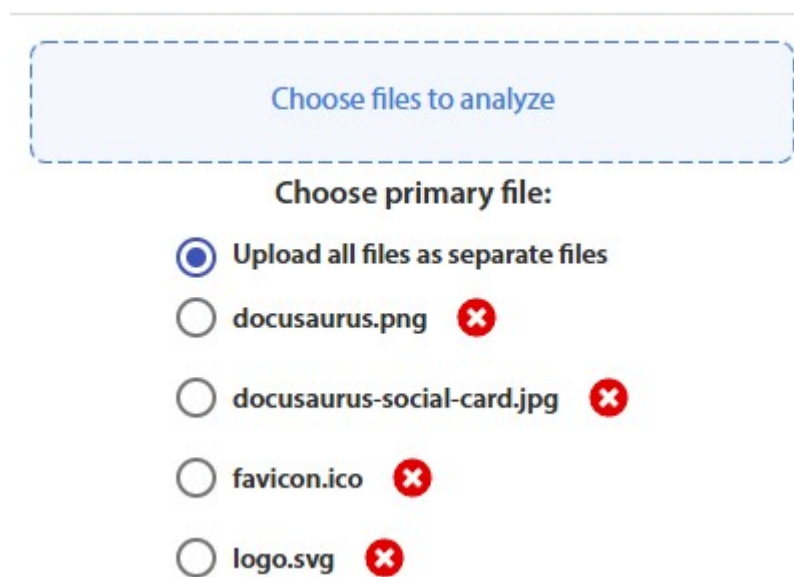 Choose files to analyze
Choose primary file:
Upload all files as separate files
docusaurus.png
docusaurus-social-card.jpg
favicon.ico
logo.svg